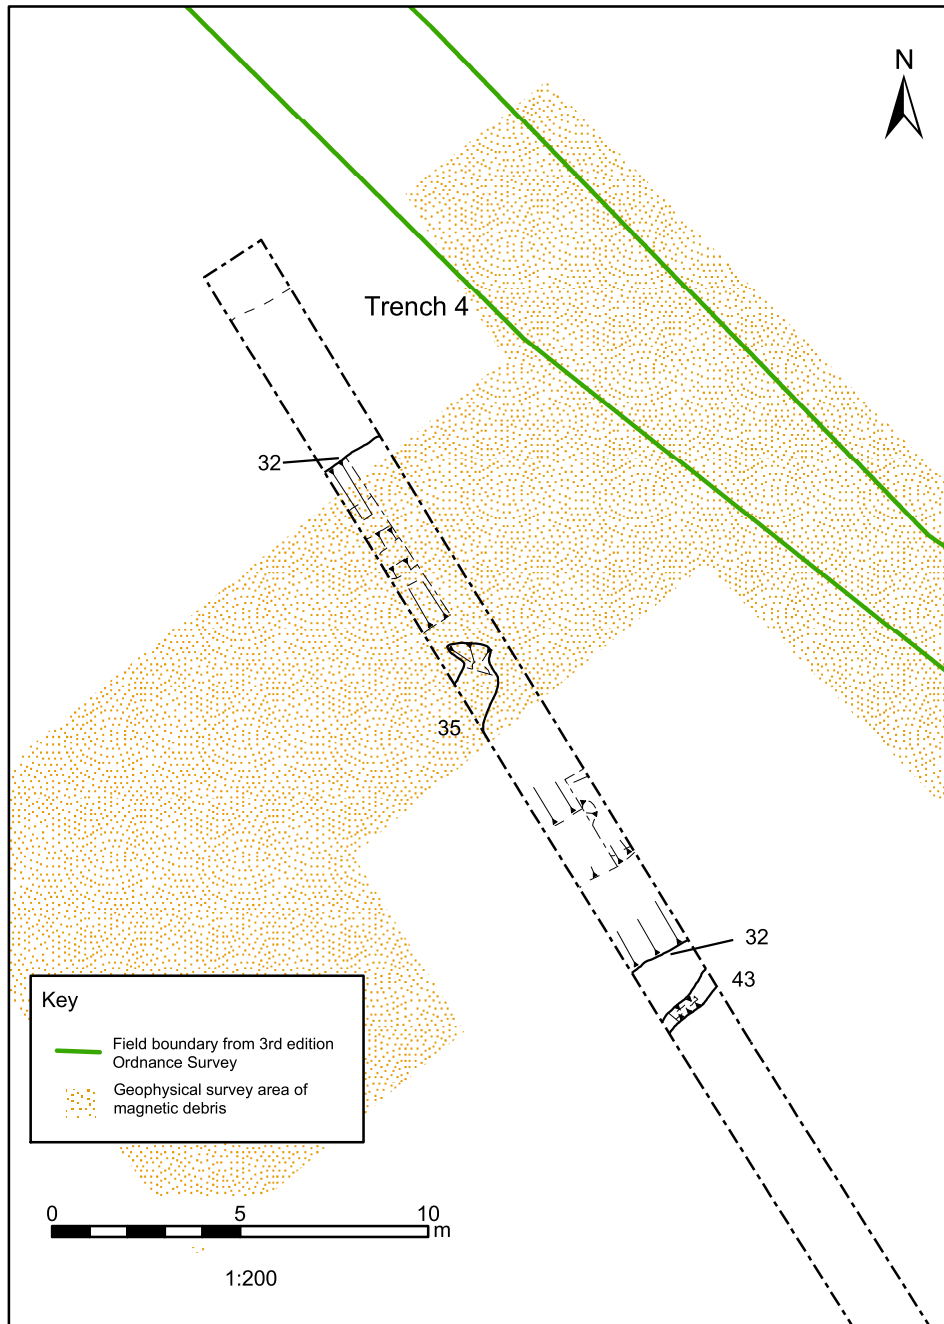 N
Trench 4
32
35
32
43
Key
Field boundary from 3rd edition
Ordnance Survey
Geophysical survey area of
magnetic debris
0 5 10
m
1:200